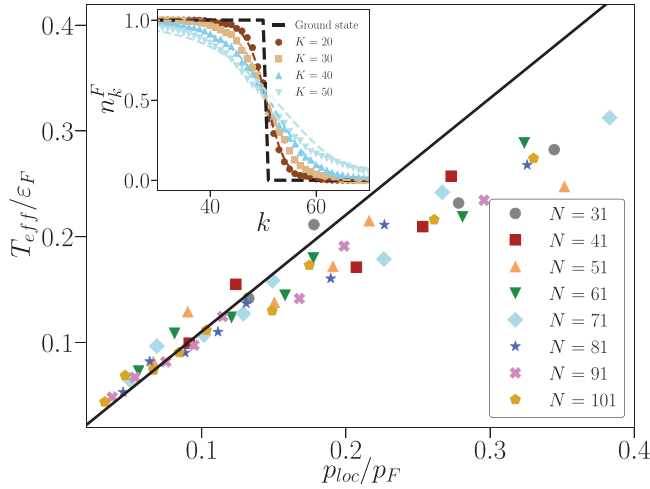 0.4
0.3
0.2
0.1
T_{eff}/ε_F
0.1
0.2
0.3
0.4
p_{loc}/p_F
1.0
0.5
0.0
n_k^F
40
60
k
Ground state
K = 20
K = 30
K = 40
K = 50
N = 31
N = 41
N = 51
N = 61
N = 71
N = 81
N = 91
N = 101